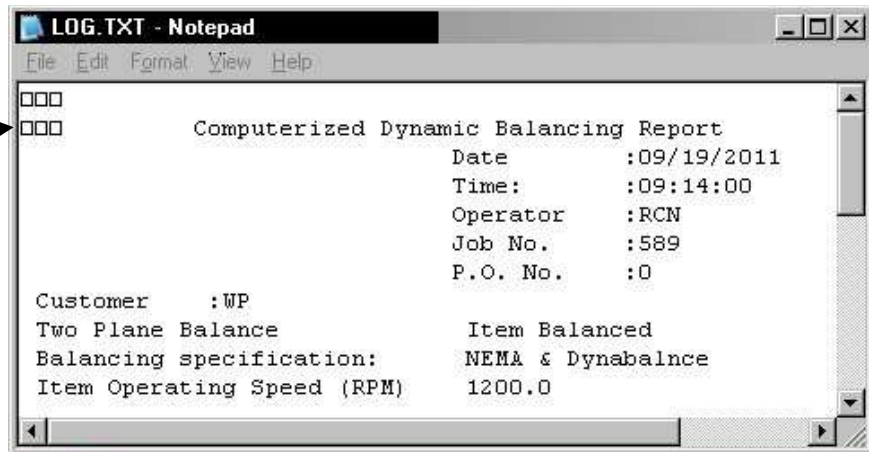 LOG.TXT - Notepad
File Edit Format View Help
□□□
□□□ Computerized Dynamic Balancing Report
Date :09/19/2011
Time: :09:14:00
Operator :RCN
Job No. :589
P.O. No. :0
Customer :WP
Two Plane Balance Item Balanced
Balancing specification: NEMA & Dynabalnce
Item Operating Speed (RPM) 1200.0